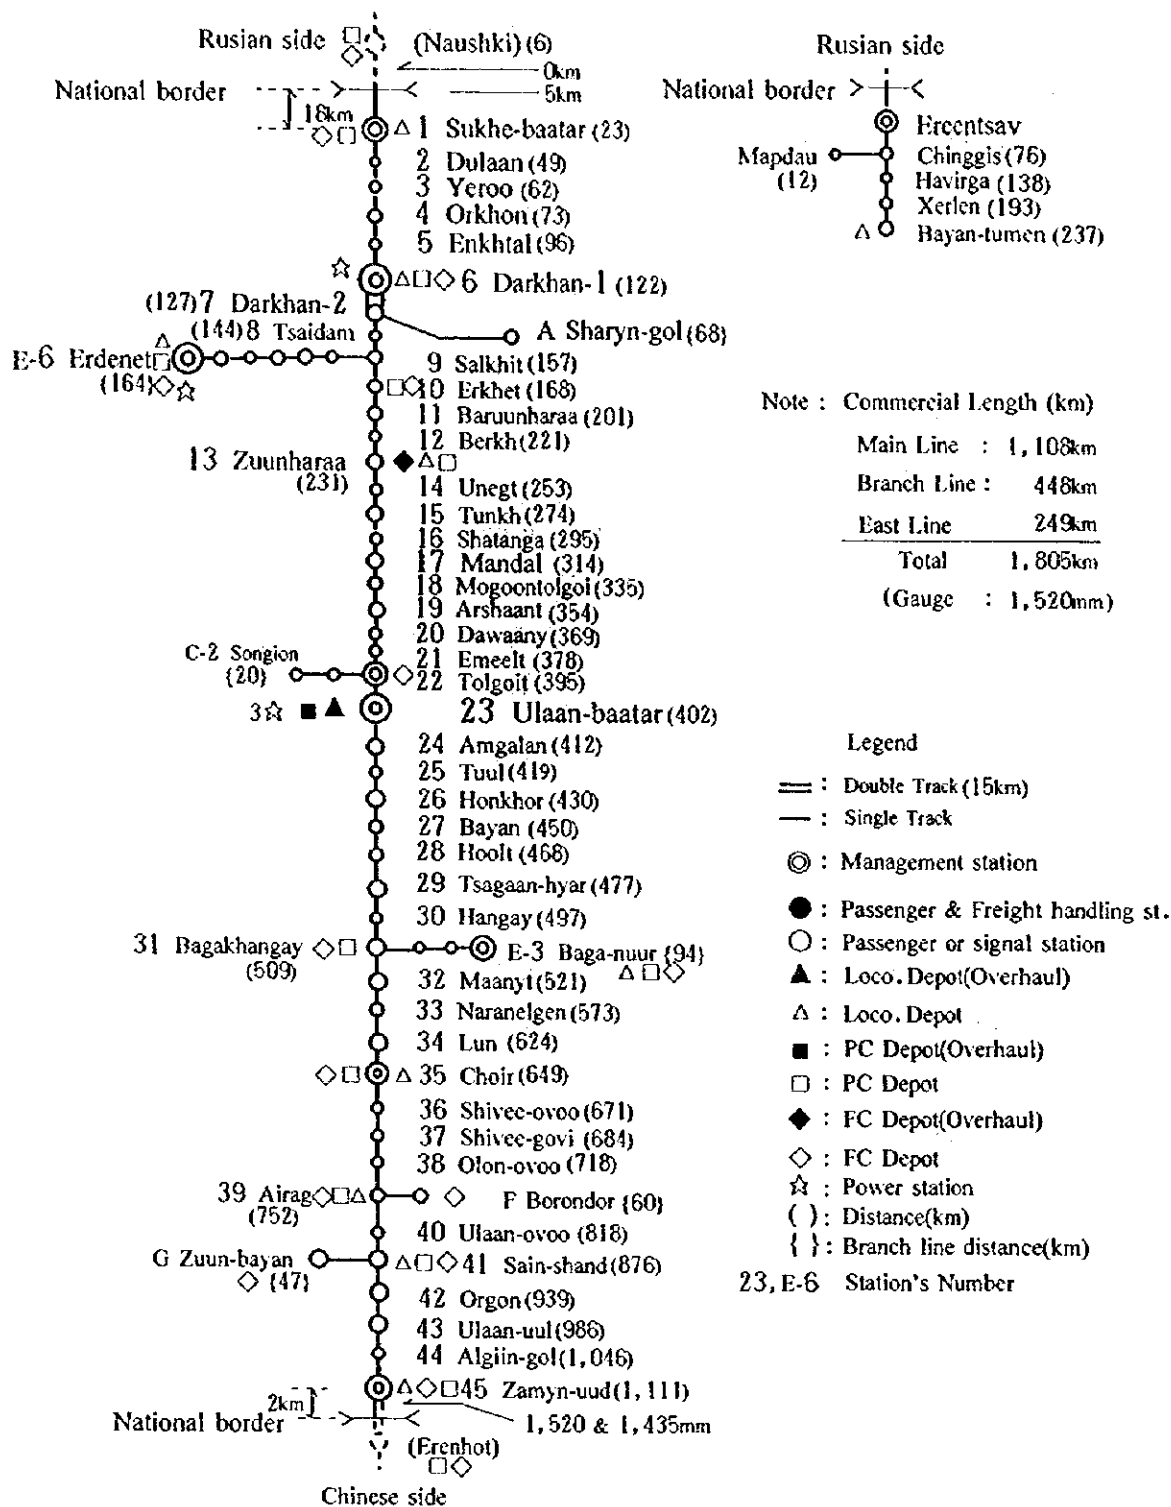 Rusian side
(Naushki) (6)
0km
National border
5km
18km
1 Sukhe-baatar (23)
2 Dulaan (49)
3 Yeroo (62)
4 Orkhon (73)
5 Enkhtal (96)
6 Darkhan-1 (122)
(127) 7 Darkhan-2
(144) 8 Tsaidam
A Sharyn-gol {68}
E-6 Erdenet
{164}
9 Salkhit (157)
10 Erkhet (168)
11 Baruunharaa (201)
12 Berkh (221)
13 Zuunharaa
(231)
14 Unegt (253)
15 Tunkh (274)
16 Shatanga (295)
17 Mandal (314)
18 Mogoontolgoi (335)
19 Arshaant (354)
20 Dawaany (369)
21 Emeelt (378)
C-2 Songion
{20}
22 Tolgoit (395)
3
23 Ulaan-baatar (402)
24 Amgalan (412)
25 Tuul (419)
26 Honkhor (430)
27 Bayan (450)
28 Hoolt (468)
29 Tsagaan-hyar (477)
30 Hangay (497)
31 Bagakhangay
(509)
E-3 Baga-nuur {94}
32 Maanyt (521)
33 Naranelgen (573)
34 Lun (624)
35 Choir (649)
36 Shivee-ovoo (671)
37 Shivee-govi (684)
38 Olon-ovoo (718)
39 Airag
(752)
F Borondor {60}
40 Ulaan-ovoo (818)
G Zuun-bayan
{47}
41 Sain-shand (876)
42 Orgon (939)
43 Ulaan-uul (986)
44 Algiin-gol (1,046)
45 Zamyn-uud (1,111)
2km
National border
1,520 & 1,435mm
(Erenhot)
Chinese side
Rusian side
National border
Ereentsav
Mapdau
(12)
Chinggis (76)
Havirga (138)
Xerlen (193)
Bayan-tumen (237)
Note : Commercial Length (km)
Main Line : 1,108km
Branch Line : 448km
East Line 249km
Total 1,805km
(Gauge : 1,520mm)
Legend
: Double Track (15km)
: Single Track
: Management station
: Passenger & Freight handling st.
: Passenger or signal station
: Loco. Depot(Overhaul)
: Loco. Depot
: PC Depot(Overhaul)
: PC Depot
: FC Depot(Overhaul)
: FC Depot
: Power station
( ) : Distance(km)
{ } : Branch line distance(km)
23, E-6 Station's Number